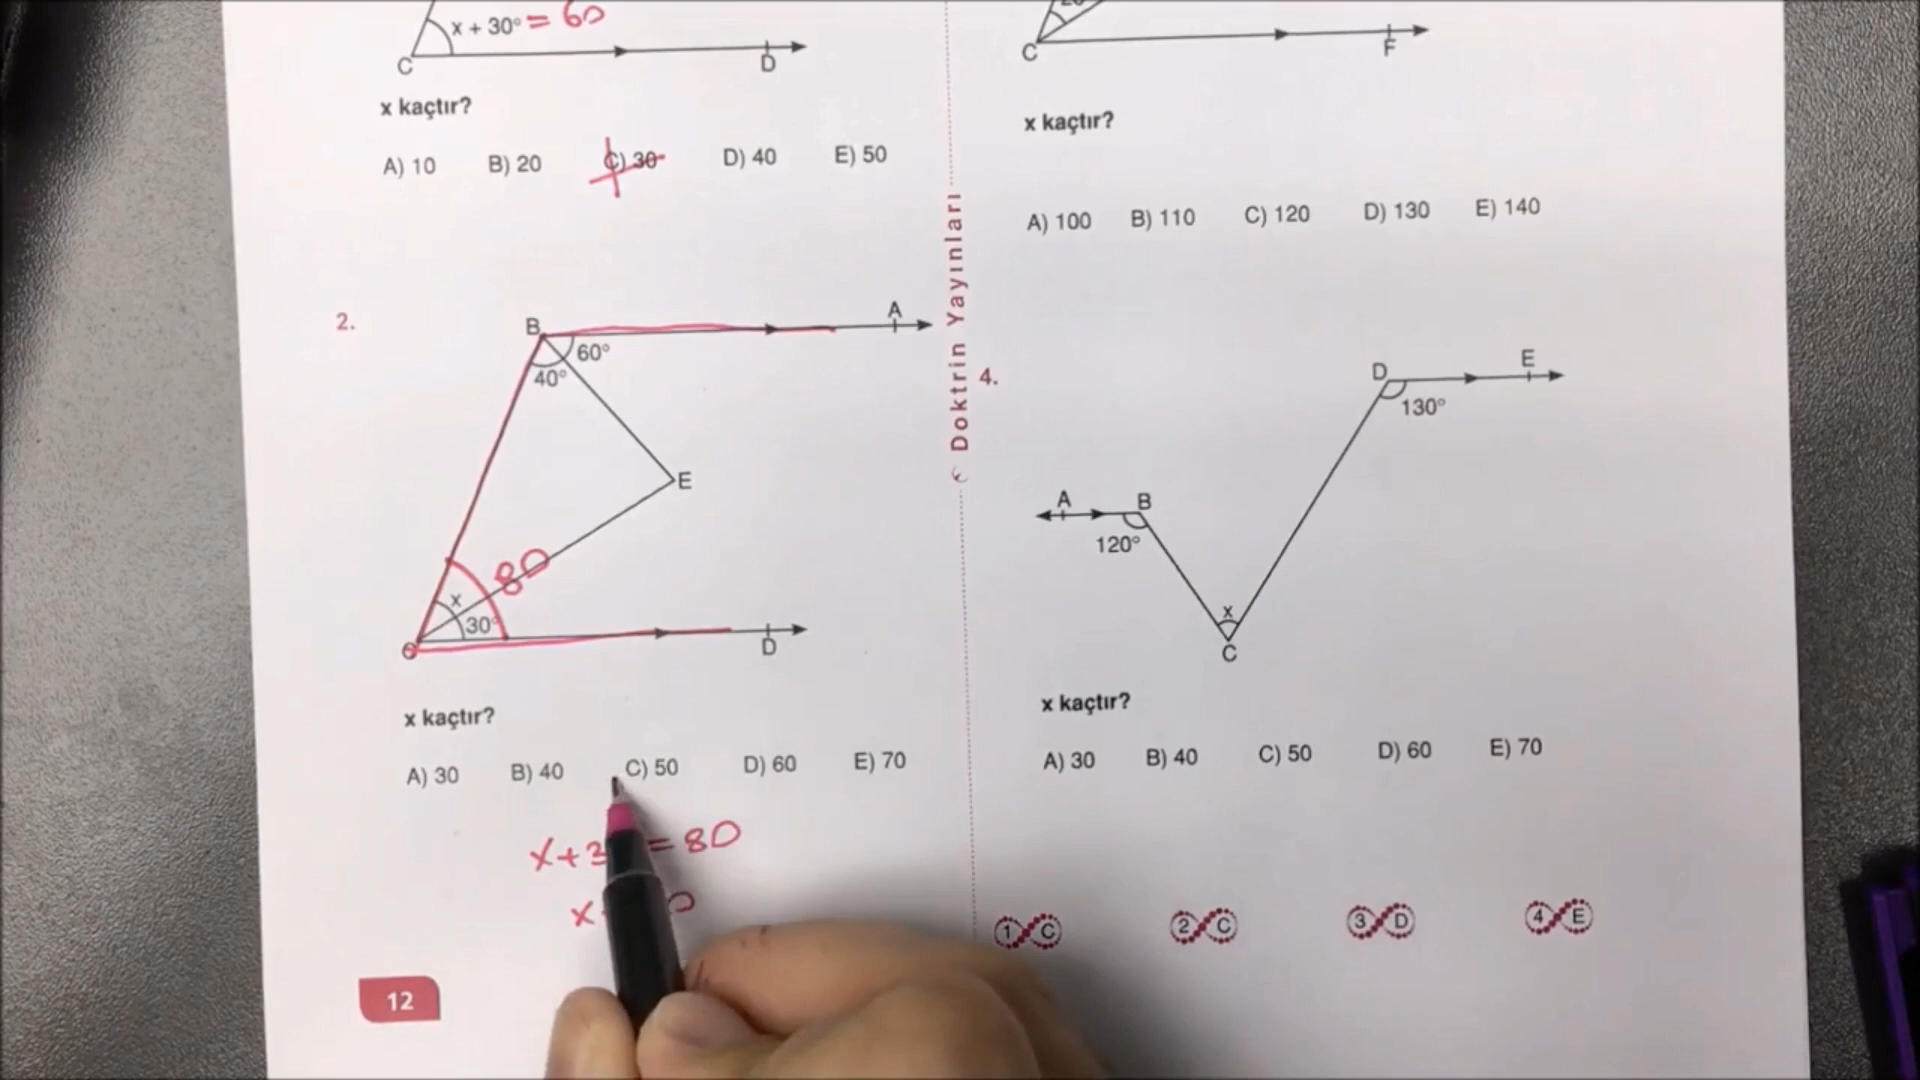 x + 30° = 60
C
D
x kaçtır?
A) 10 B) 20 C) 30 D) 40 E) 50
2.
B
A
60°
40°
E
80
x
30°
D
x kaçtır?
A) 30 B) 40 C) 50 D) 60 E) 70
= 80
x
12
Doktrin Yayınları
C
F
x kaçtır?
A) 100 B) 110 C) 120 D) 130 E) 140
4.
D
E
130°
A
B
120°
x
C
x kaçtır?
A) 30 B) 40 C) 50 D) 60 E) 70
1 C 2 C 3 D 4 E